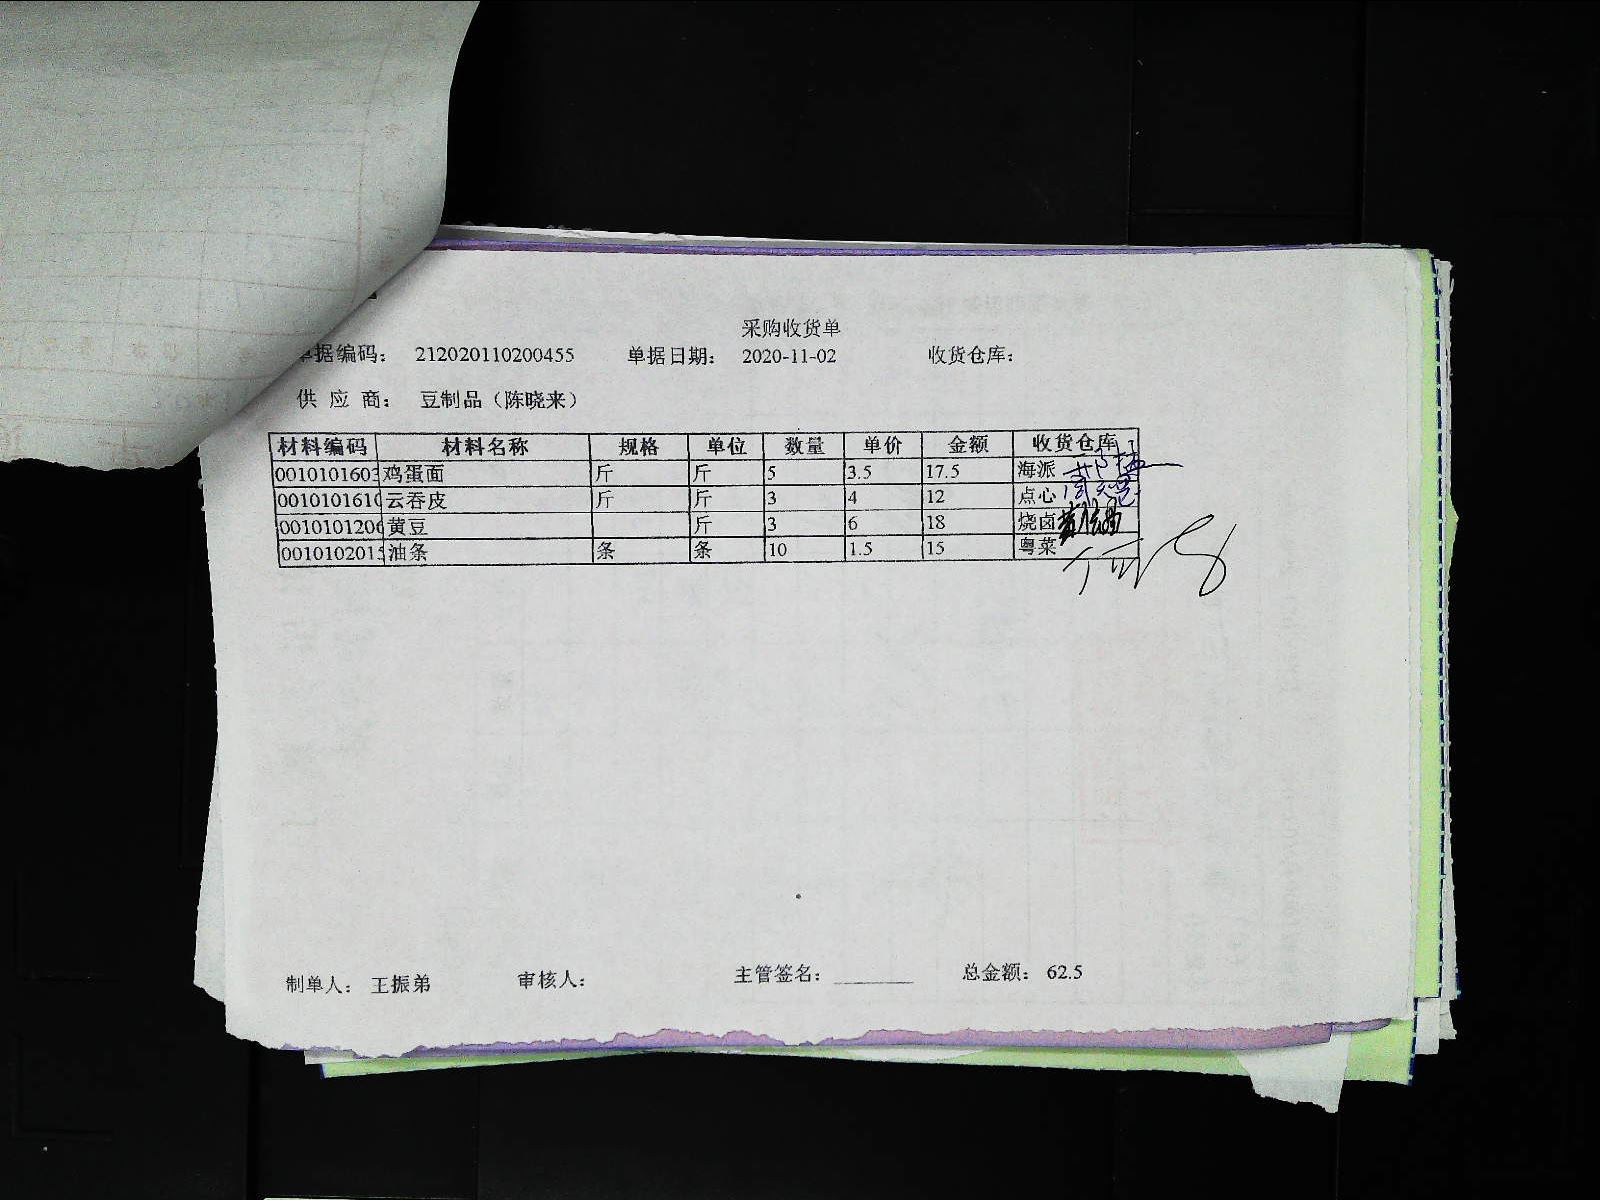 采购收货单
单据编码： 212020110200455 单据日期： 2020-11-02 收货仓库：
供 应 商： 豆制品（陈晓来）
材料编码 材料名称 规格 单位 数量 单价 金额 收货仓库
0010101603 鸡蛋面 斤 斤 5 3.5 17.5 海派
0010101610 云吞皮 斤 斤 3 4 12 点心
0010101206 黄豆 斤 3 6 18 烧卤
0010102015 油条 条 条 10 1.5 15 粤菜
制单人： 王振弟 审核人： 主管签名： 总金额： 62.5